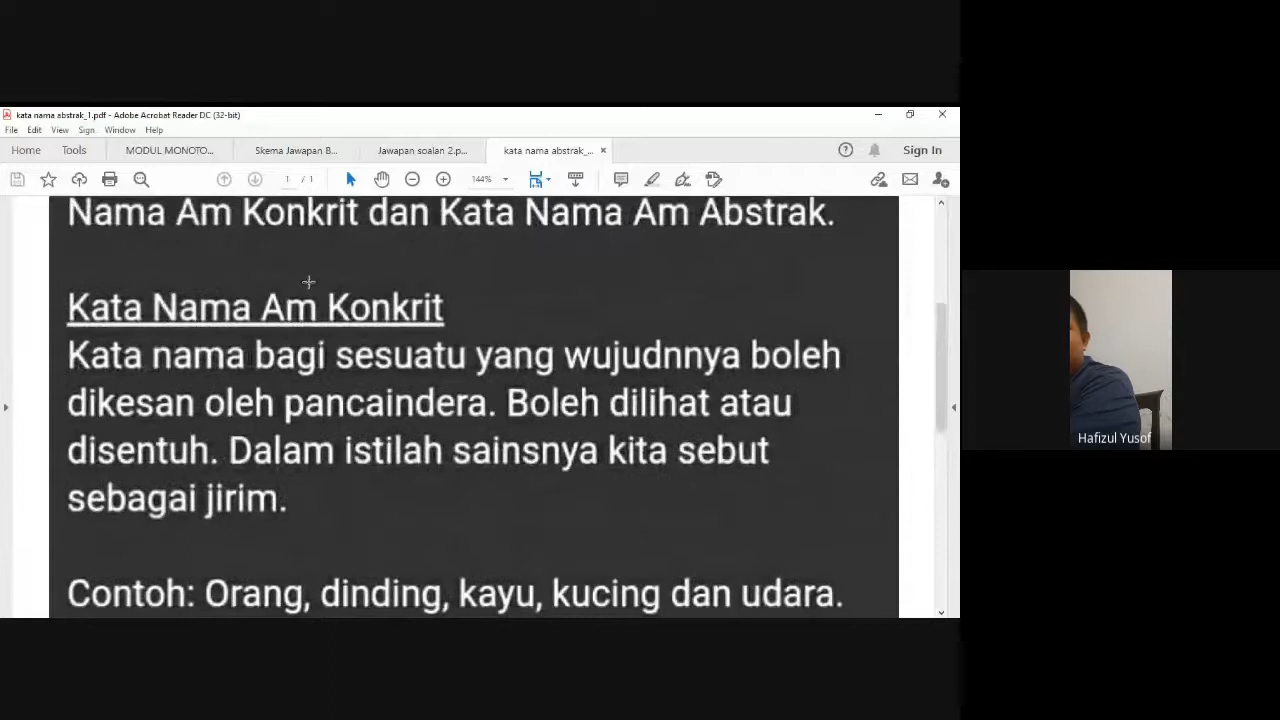 kata nama abstrak_1.pdf - Adobe Acrobat Reader DC (32-bit)
File Edit View Sign Window Help
Home Tools MODUL MONOTO... Skema Jawapan B... Jawapan soalan 2.p... kata nama abstrak_... × Sign In
1 / 1 144%
Nama Am Konkrit dan Kata Nama Am Abstrak.
Kata Nama Am Konkrit
Kata nama bagi sesuatu yang wujudnnya boleh
dikesan oleh pancaindera. Boleh dilihat atau
disentuh. Dalam istilah sainsnya kita sebut
sebagai jirim.
Contoh: Orang, dinding, kayu, kucing dan udara.
Hafizul Yusof